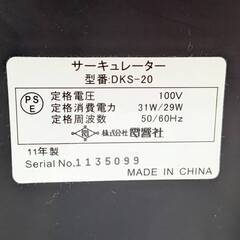 サーキュレーター
型番:DKS-20
PSE
定格電圧 100V
定格消費電力 31W/29W
定格周波数 50/60Hz
株式会社 電響社
11年製
Serial No.1135099
MADE IN CHINA